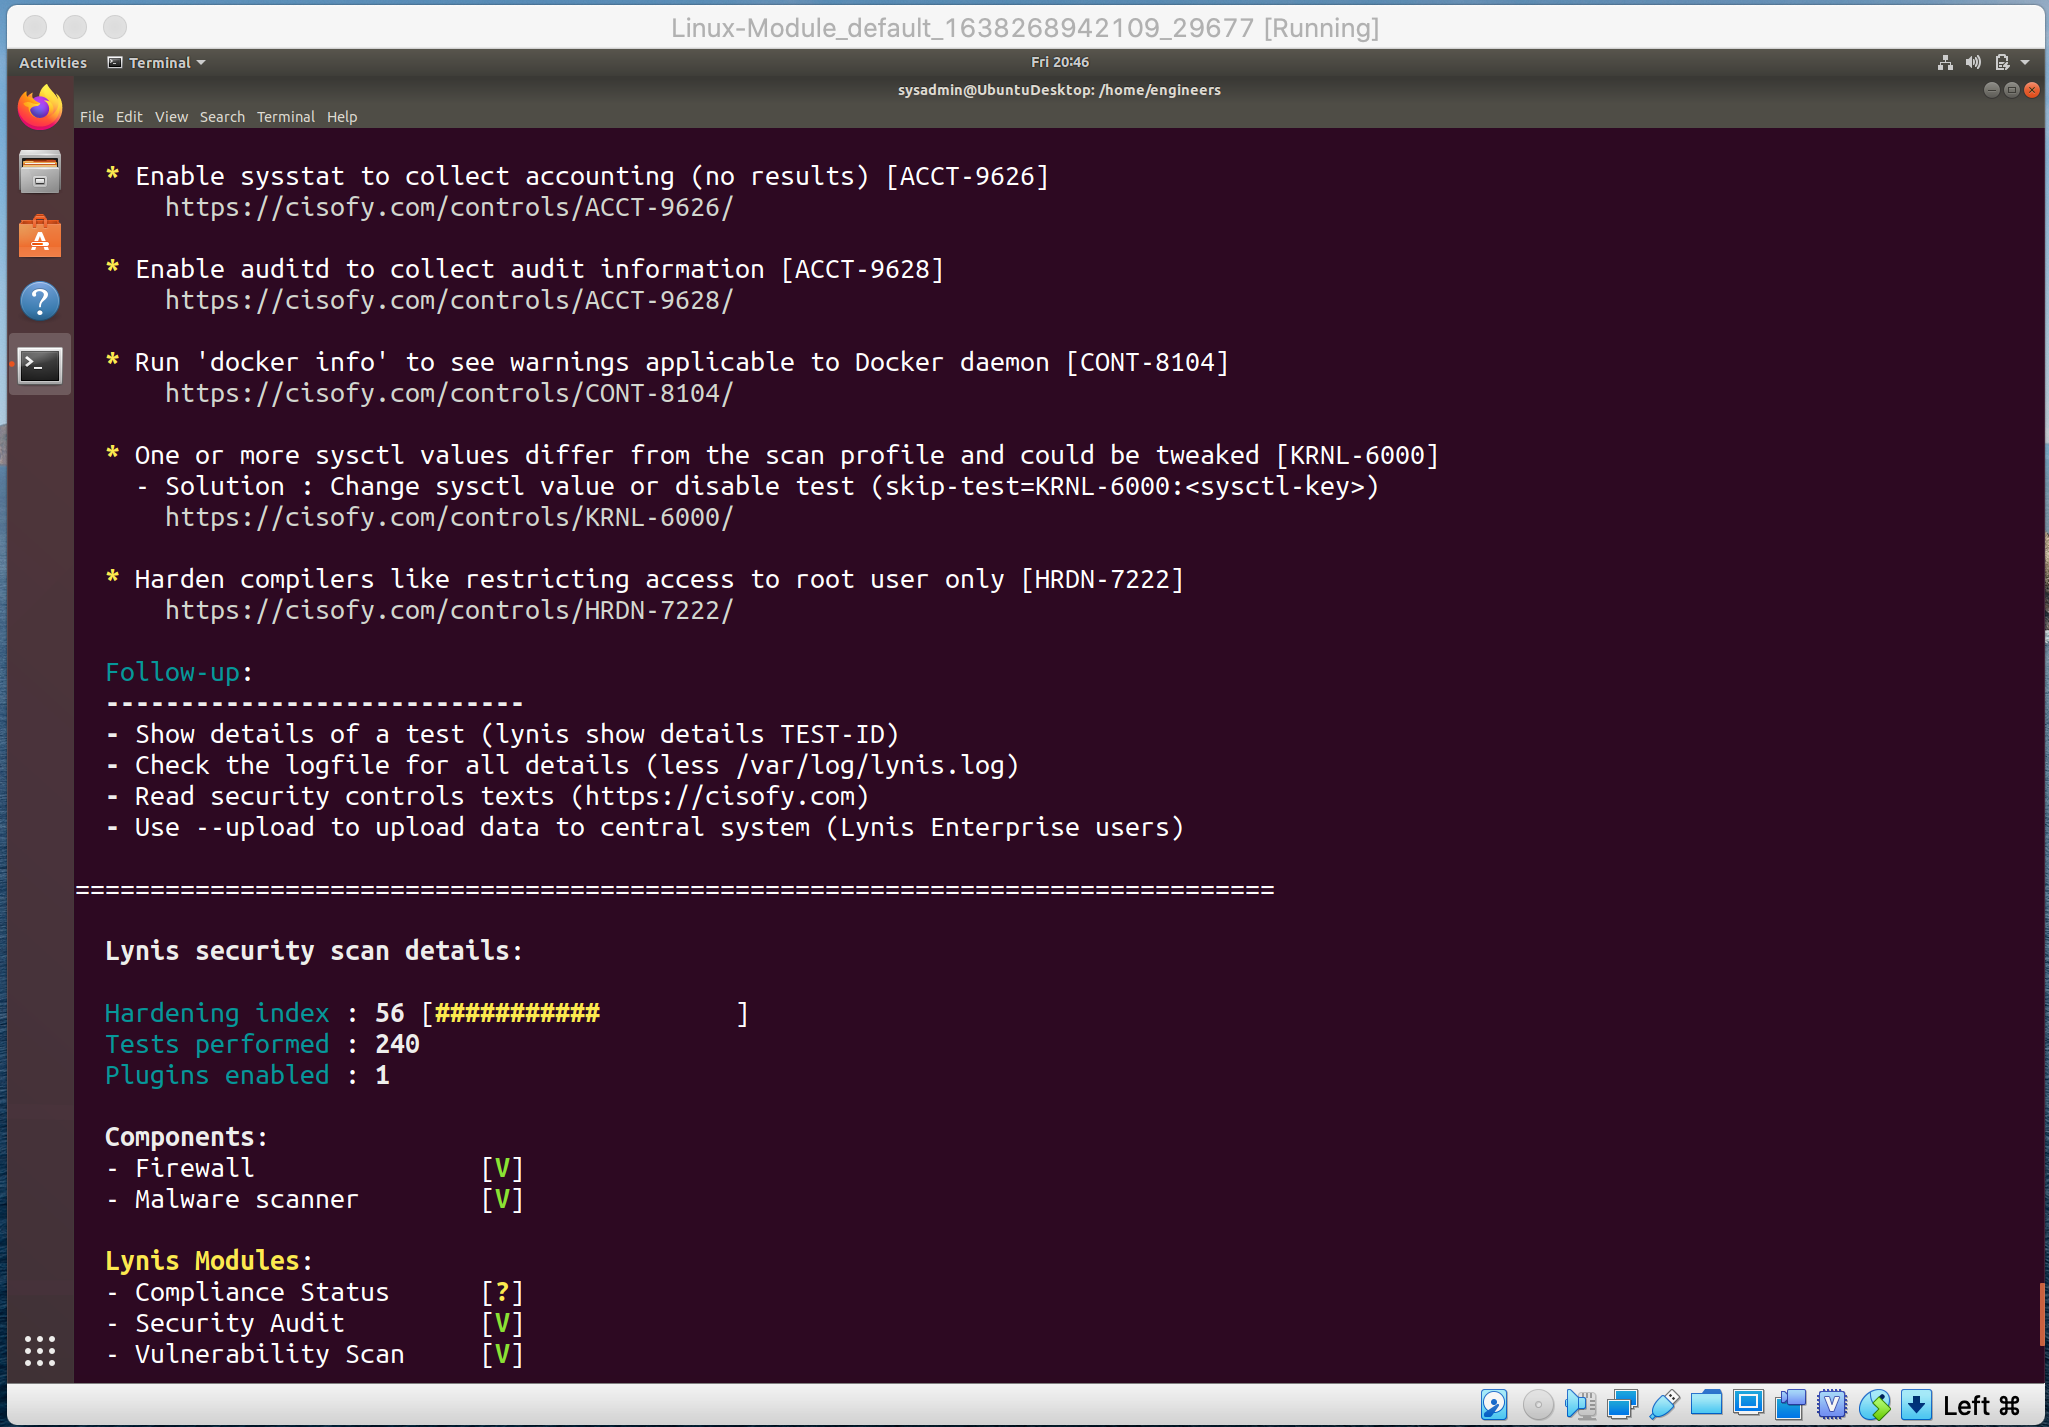 Linux-Module_default_1638268942109_29677 [Running]
Activities Terminal Fri 20:46
sysadmin@UbuntuDesktop: /home/engineers
File Edit View Search Terminal Help
* Enable sysstat to collect accounting (no results) [ACCT-9626]
https://cisofy.com/controls/ACCT-9626/
* Enable auditd to collect audit information [ACCT-9628]
https://cisofy.com/controls/ACCT-9628/
* Run 'docker info' to see warnings applicable to Docker daemon [CONT-8104]
https://cisofy.com/controls/CONT-8104/
* One or more sysctl values differ from the scan profile and could be tweaked [KRNL-6000]
- Solution : Change sysctl value or disable test (skip-test=KRNL-6000:<sysctl-key>)
https://cisofy.com/controls/KRNL-6000/
* Harden compilers like restricting access to root user only [HRDN-7222]
https://cisofy.com/controls/HRDN-7222/
Follow-up:
----------------------------
- Show details of a test (lynis show details TEST-ID)
- Check the logfile for all details (less /var/log/lynis.log)
- Read security controls texts (https://cisofy.com)
- Use --upload to upload data to central system (Lynis Enterprise users)
================================================================================
Lynis security scan details:
Hardening index : 56 [###########         ]
Tests performed : 240
Plugins enabled : 1
Components:
- Firewall [V]
- Malware scanner [V]
Lynis Modules:
- Compliance Status [?]
- Security Audit [V]
- Vulnerability Scan [V]
Left ⌘